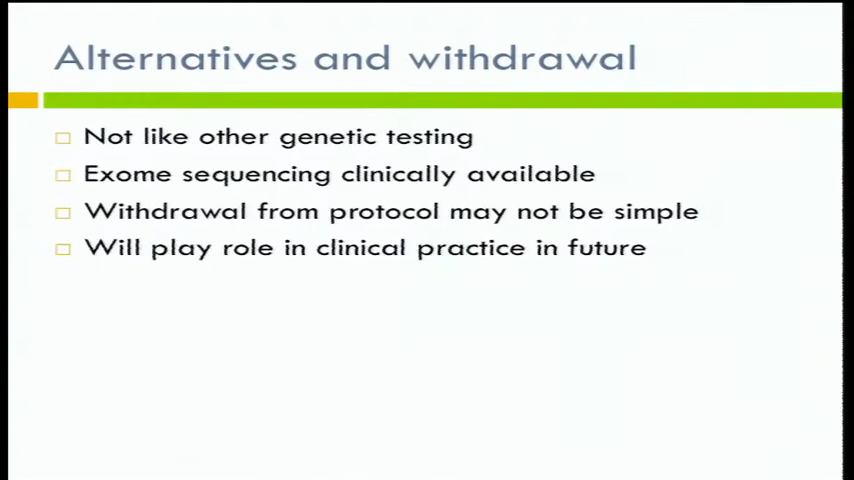 Alternatives and withdrawal
Not like other genetic testing
Exome sequencing clinically available
Withdrawal from protocol may not be simple
Will play role in clinical practice in future